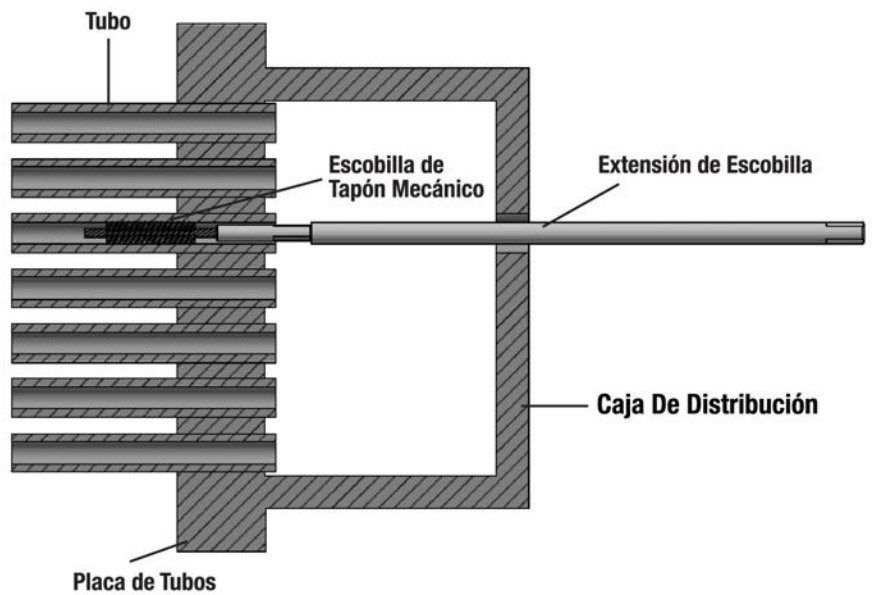 Tubo
Escobilla de
Tapón Mecánico
Extensión de Escobilla
Caja De Distribución
Placa de Tubos